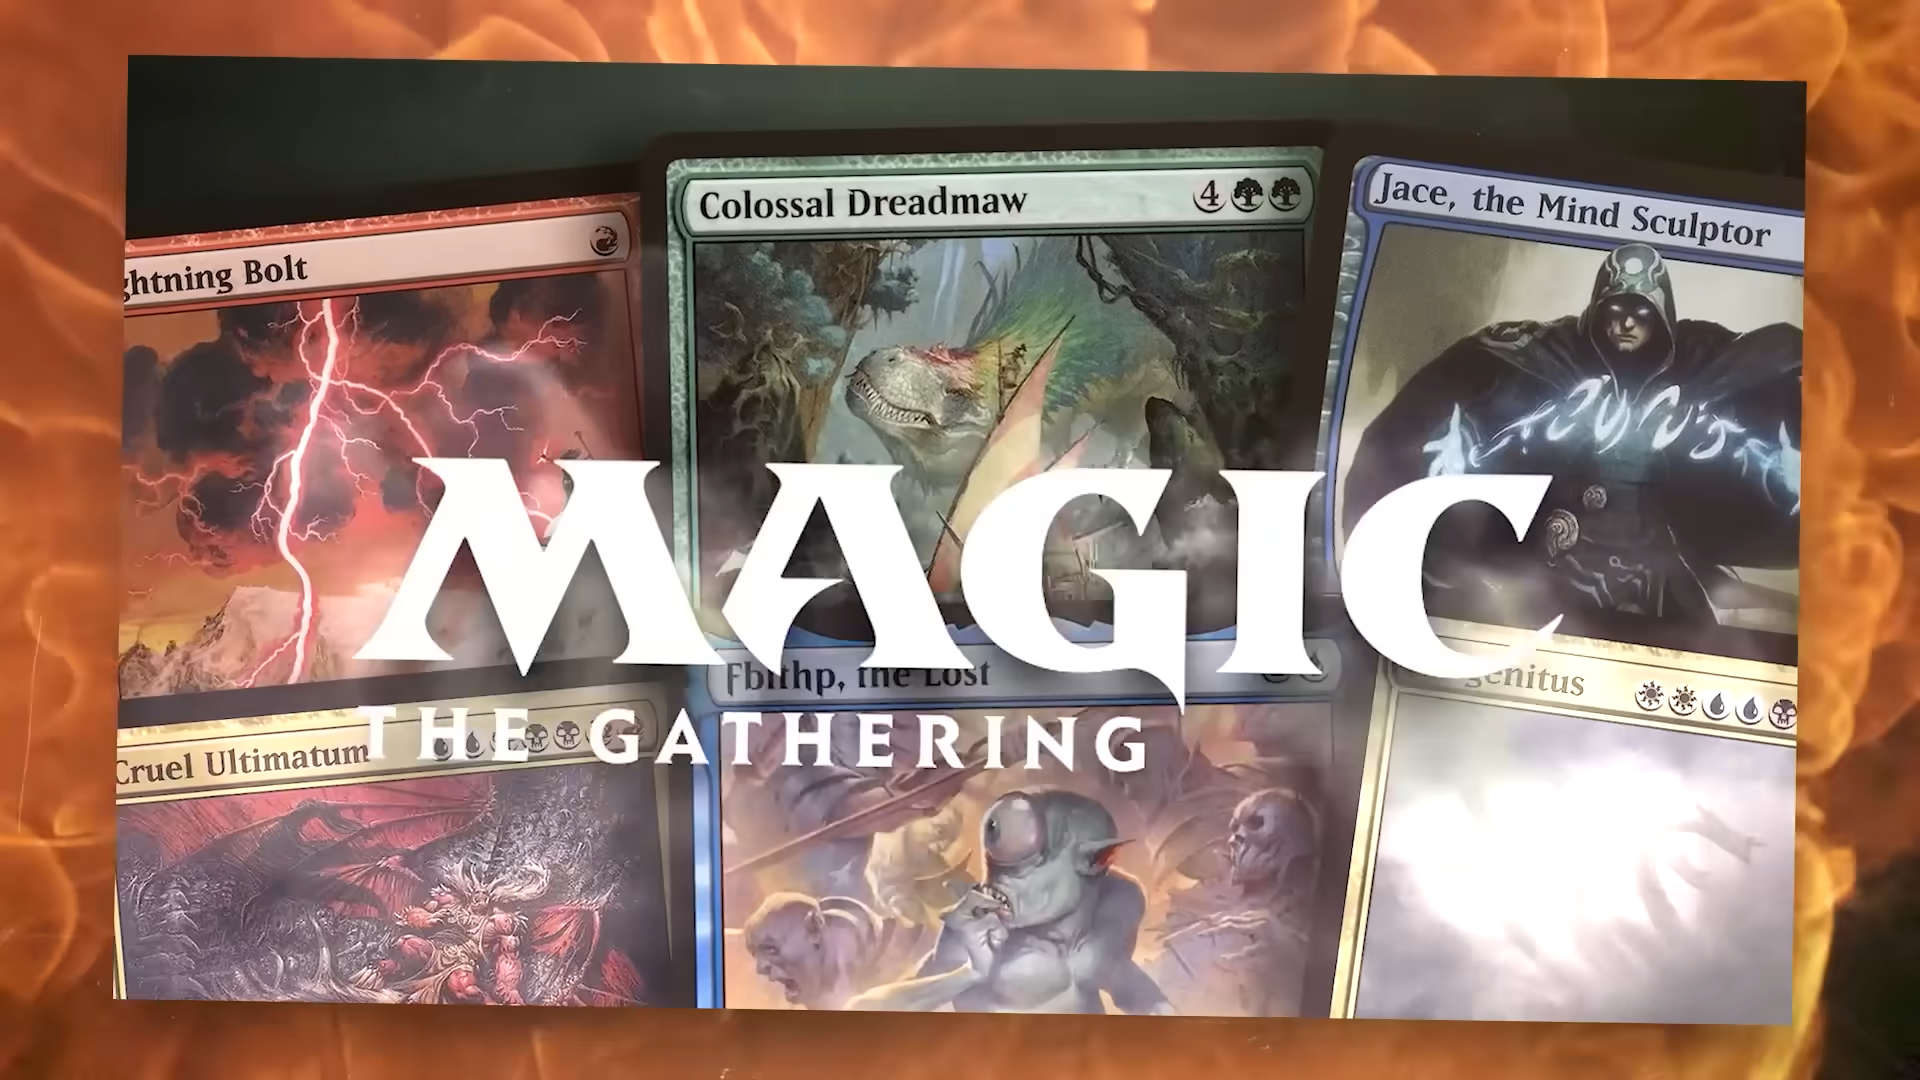 ghtning Bolt
Colossal Dreadmaw 4
Jace, the Mind Sculptor
MAGIC
THE GATHERING
Fblthp, the Lost
genitus
Cruel Ultimatum